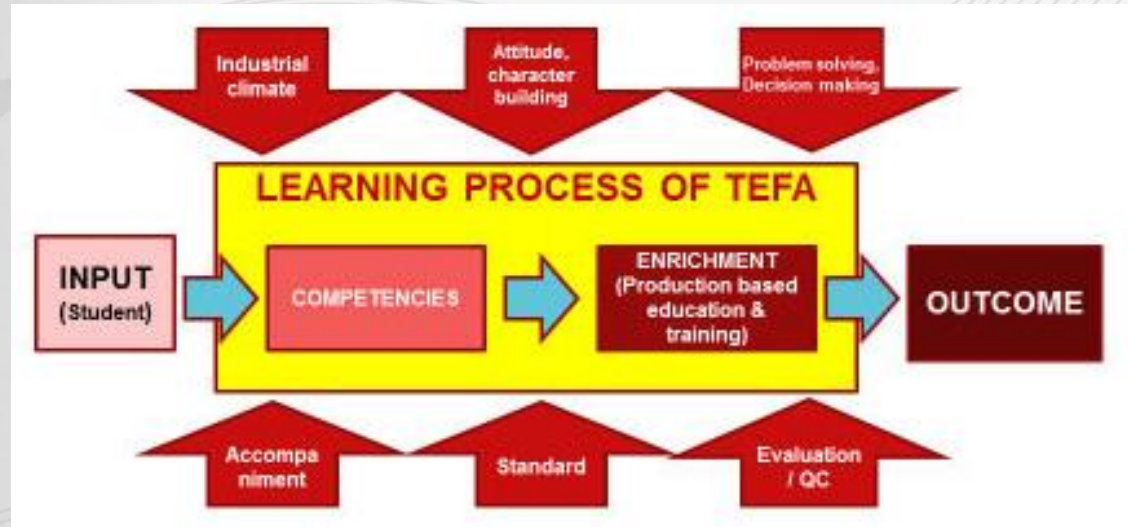 Industrial
climate
Attitude,
character
building
Problem solving,
Decision making
LEARNING PROCESS OF TEFA
INPUT
(Student)
COMPETENCIES
ENRICHMENT
(Production based
education &
training)
OUTCOME
Accompa
niment
Standard
Evaluation
/ QC